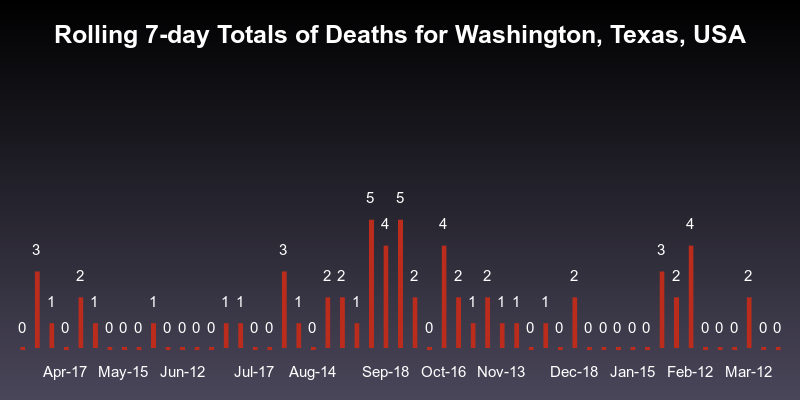 Rolling 7-day Totals of Deaths for Washington, Texas, USA
0 3 1 0 2 1 0 0 0 1 0 0 0 0 1 1 0 0 3 1 0 2 2 1 5 4 5 2 0 4 2 1 2 1 1 0 1 0 2 0 0 0 0 0 3 2 4 0 0 0 2 0 0
Apr-17 May-15 Jun-12 Jul-17 Aug-14 Sep-18 Oct-16 Nov-13 Dec-18 Jan-15 Feb-12 Mar-12